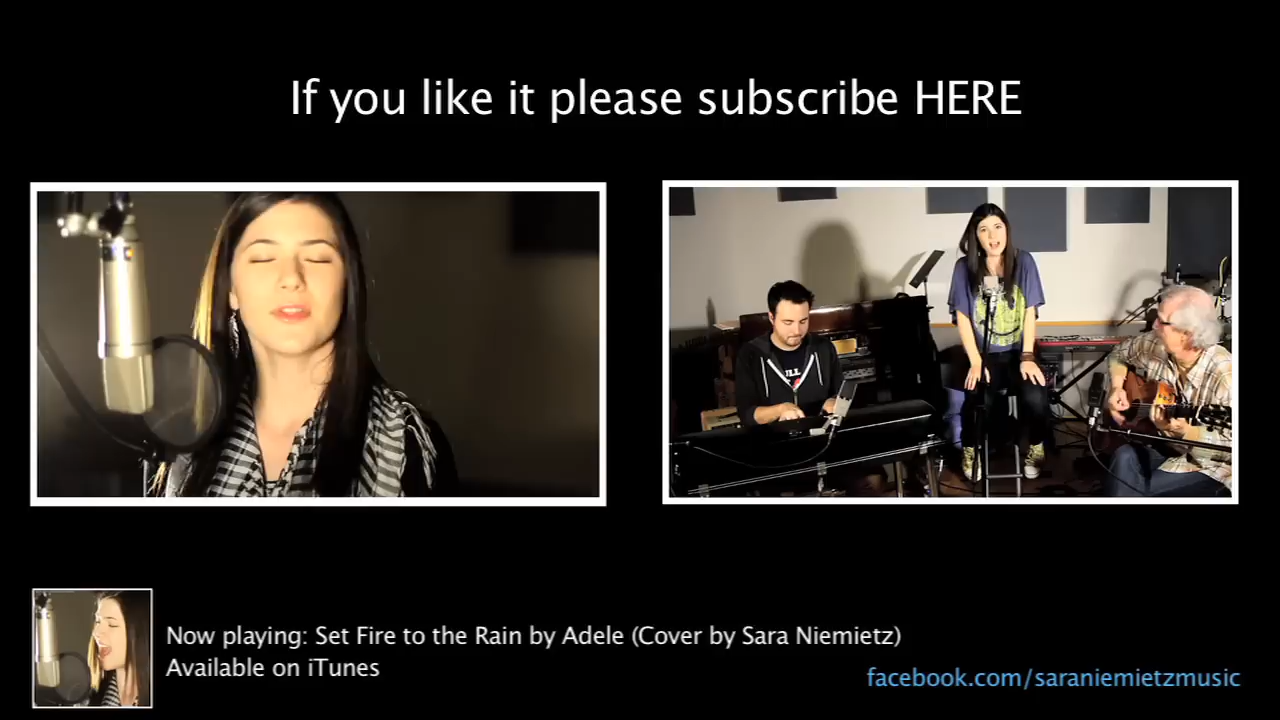 If you like it please subscribe HERE
ULL
Now playing: Set Fire to the Rain by Adele (Cover by Sara Niemietz)
Available on iTunes
facebook.com/saraniemietzmusic